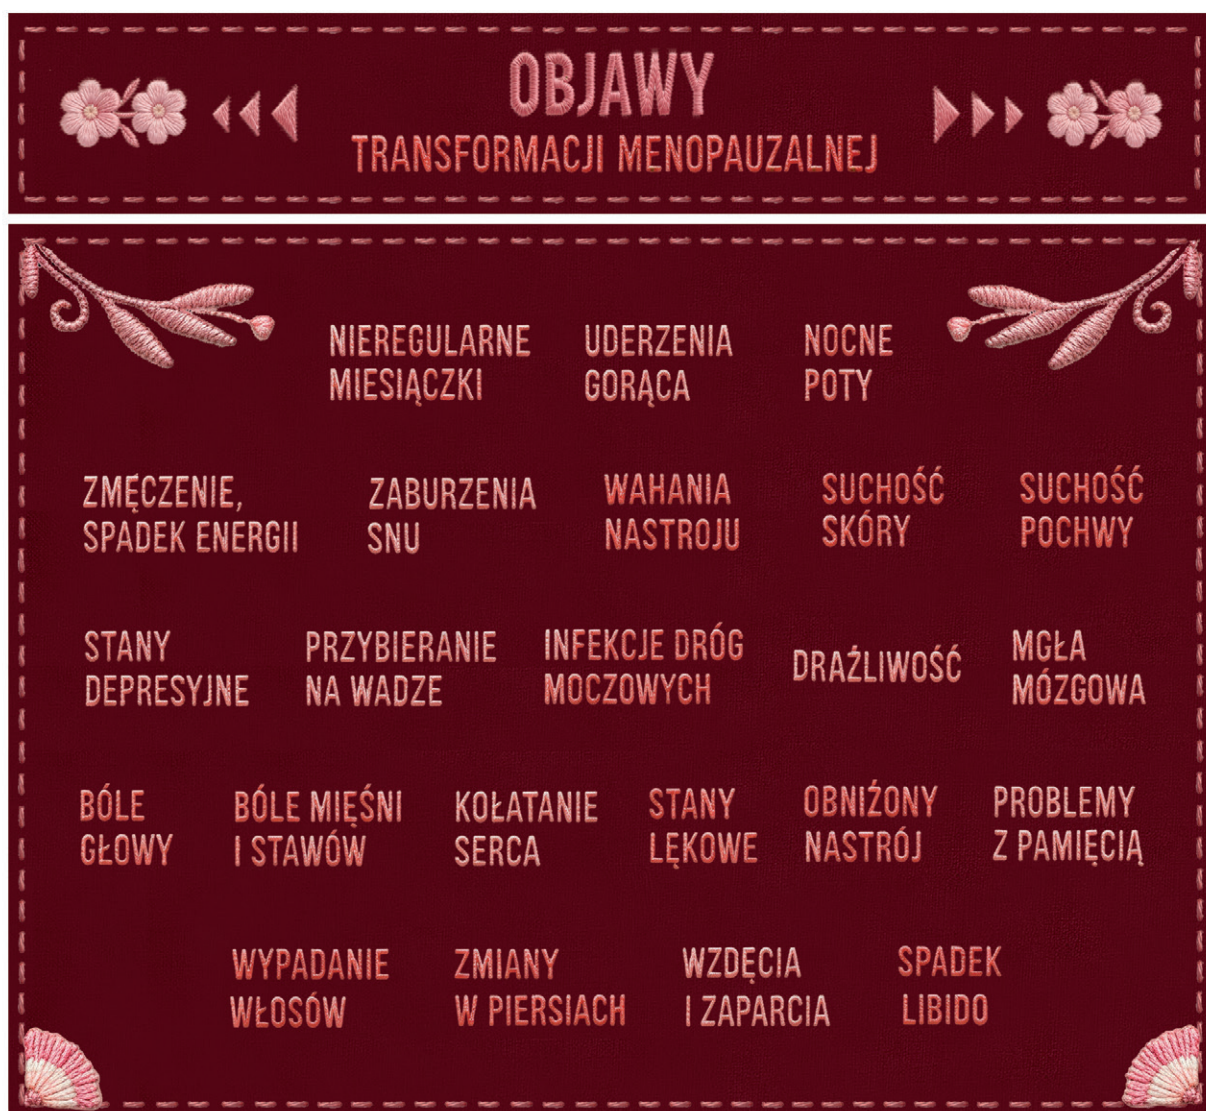 OBJAWY
TRANSFORMACJI MENOPAUZALNEJ
NIEREGULARNE
MIESIĄCZKI
UDERZENIA
GORĄCA
NOCNE
POTY
ZMĘCZENIE,
SPADEK ENERGII
ZABURZENIA
SNU
WAHANIA
NASTROJU
SUCHOŚĆ
SKÓRY
SUCHOŚĆ
POCHWY
STANY
DEPRESYJNE
PRZYBIERANIE
NA WADZE
INFEKCJE DRÓG
MOCZOWYCH
DRAŻLIWOŚĆ
MGŁA
MÓZGOWA
BÓLE
GŁOWY
BÓLE MIĘŚNI
I STAWÓW
KOŁATANIE
SERCA
STANY
LĘKOWE
OBNIŻONY
NASTRÓJ
PROBLEMY
Z PAMIĘCIĄ
WYPADANIE
WŁOSÓW
ZMIANY
W PIERSIACH
WZDĘCIA
I ZAPARCIA
SPADEK
LIBIDO